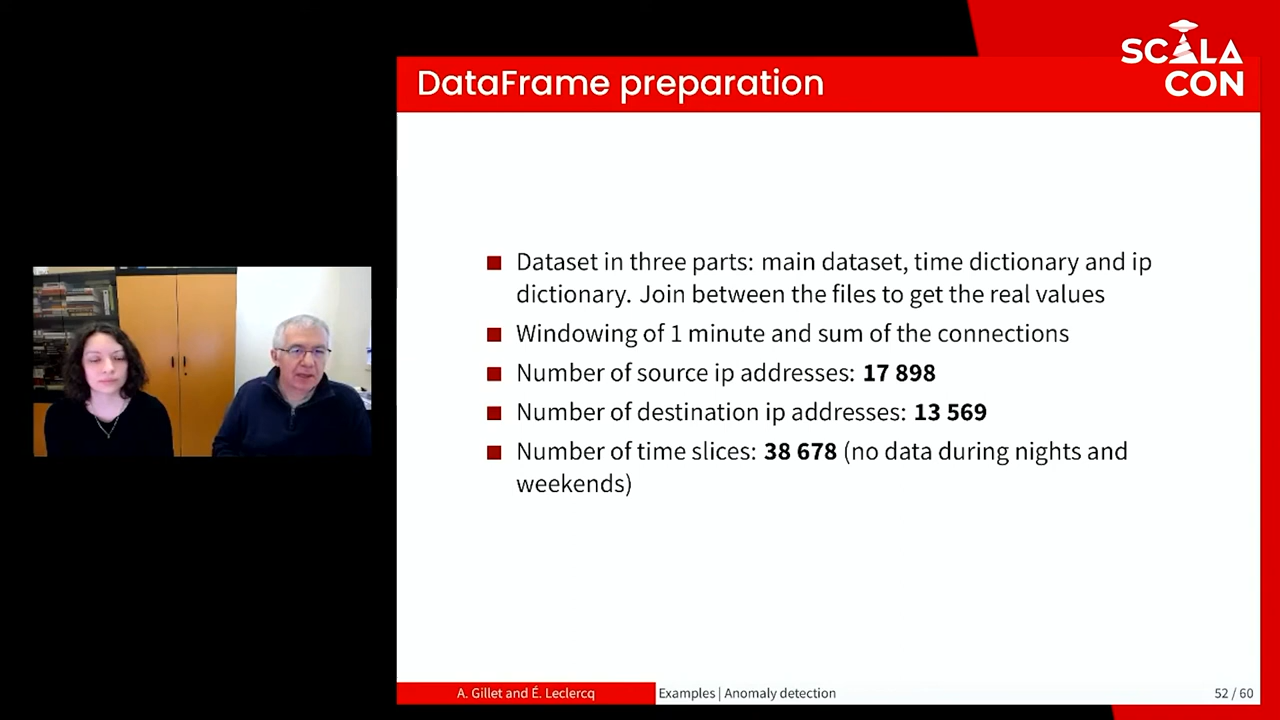 SCALA
CON
DataFrame preparation
Dataset in three parts: main dataset, time dictionary and ip
dictionary. Join between the files to get the real values
Windowing of 1 minute and sum of the connections
Number of source ip addresses: 17 898
Number of destination ip addresses: 13 569
Number of time slices: 38 678 (no data during nights and
weekends)
A. Gillet and É. Leclercq
Examples | Anomaly detection
52 / 60